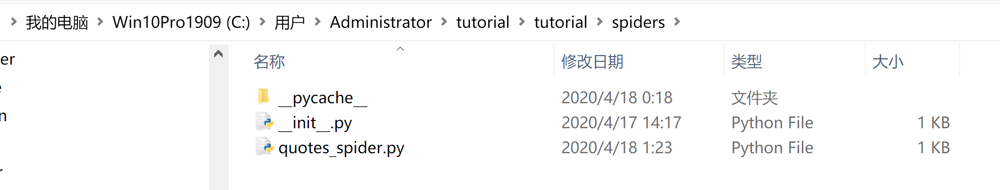 我的电脑 Win10Pro1909 (C:) 用户 Administrator tutorial tutorial spiders
名称 修改日期 类型 大小
__pycache__ 2020/4/18 0:18 文件夹
__init__.py 2020/4/17 14:17 Python File 1 KB
quotes_spider.py 2020/4/18 1:23 Python File 1 KB